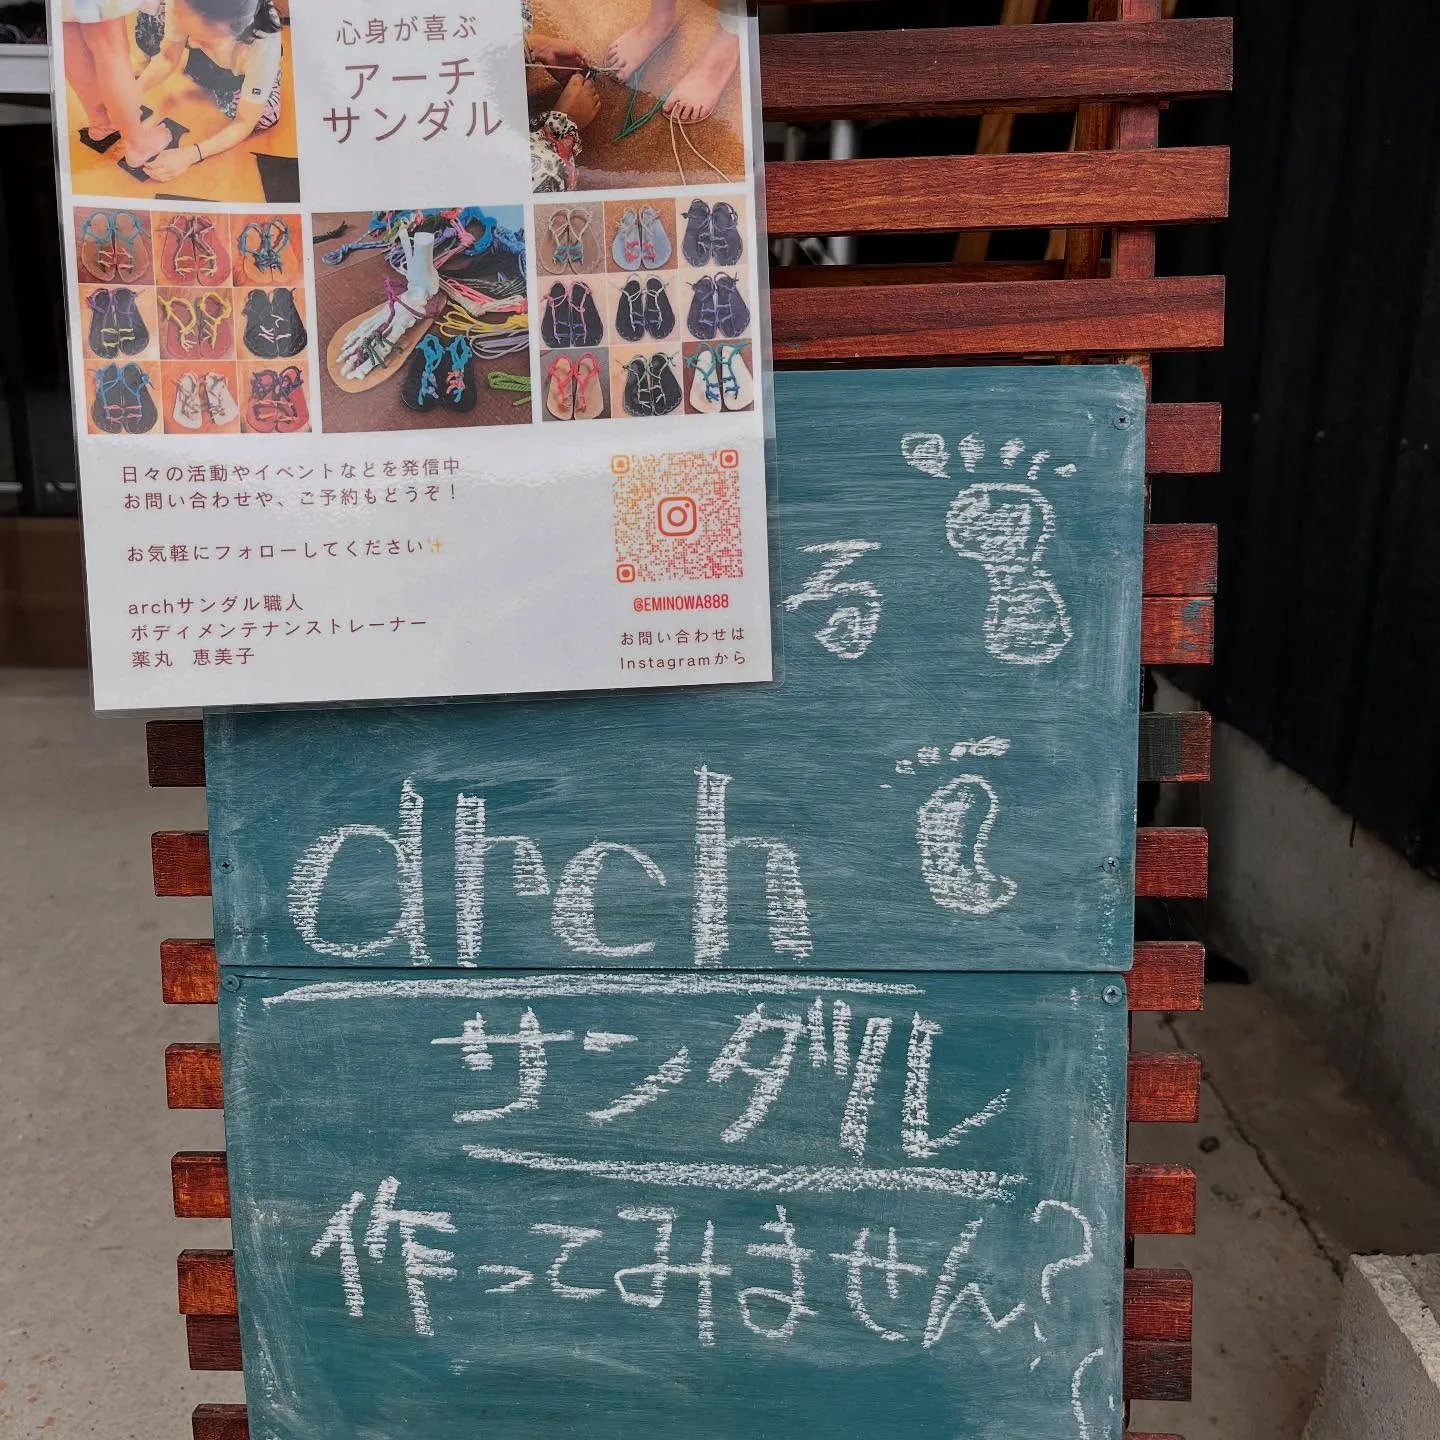 心身が喜ぶ
アーチ
サンダル
日々の活動やイベントなどを発信中
お問い合わせや、ご予約もどうぞ！
お気軽にフォローしてください✨
archサンダル職人
ボディメンテナンストレーナー
薬丸 恵美子
@EMINOWA888
お問い合わせは
Instagramから
る
arch
サンダル
作ってみません?